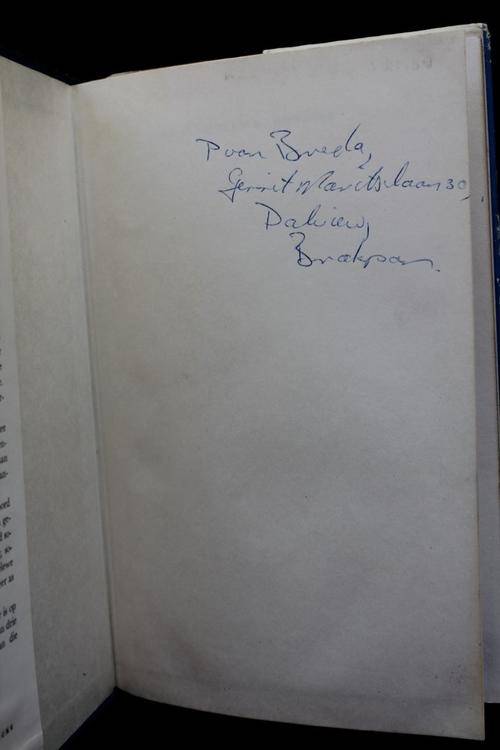 P van Breda,
Gerrit Maritzlaan 30,
Dalview,
Brakpan.